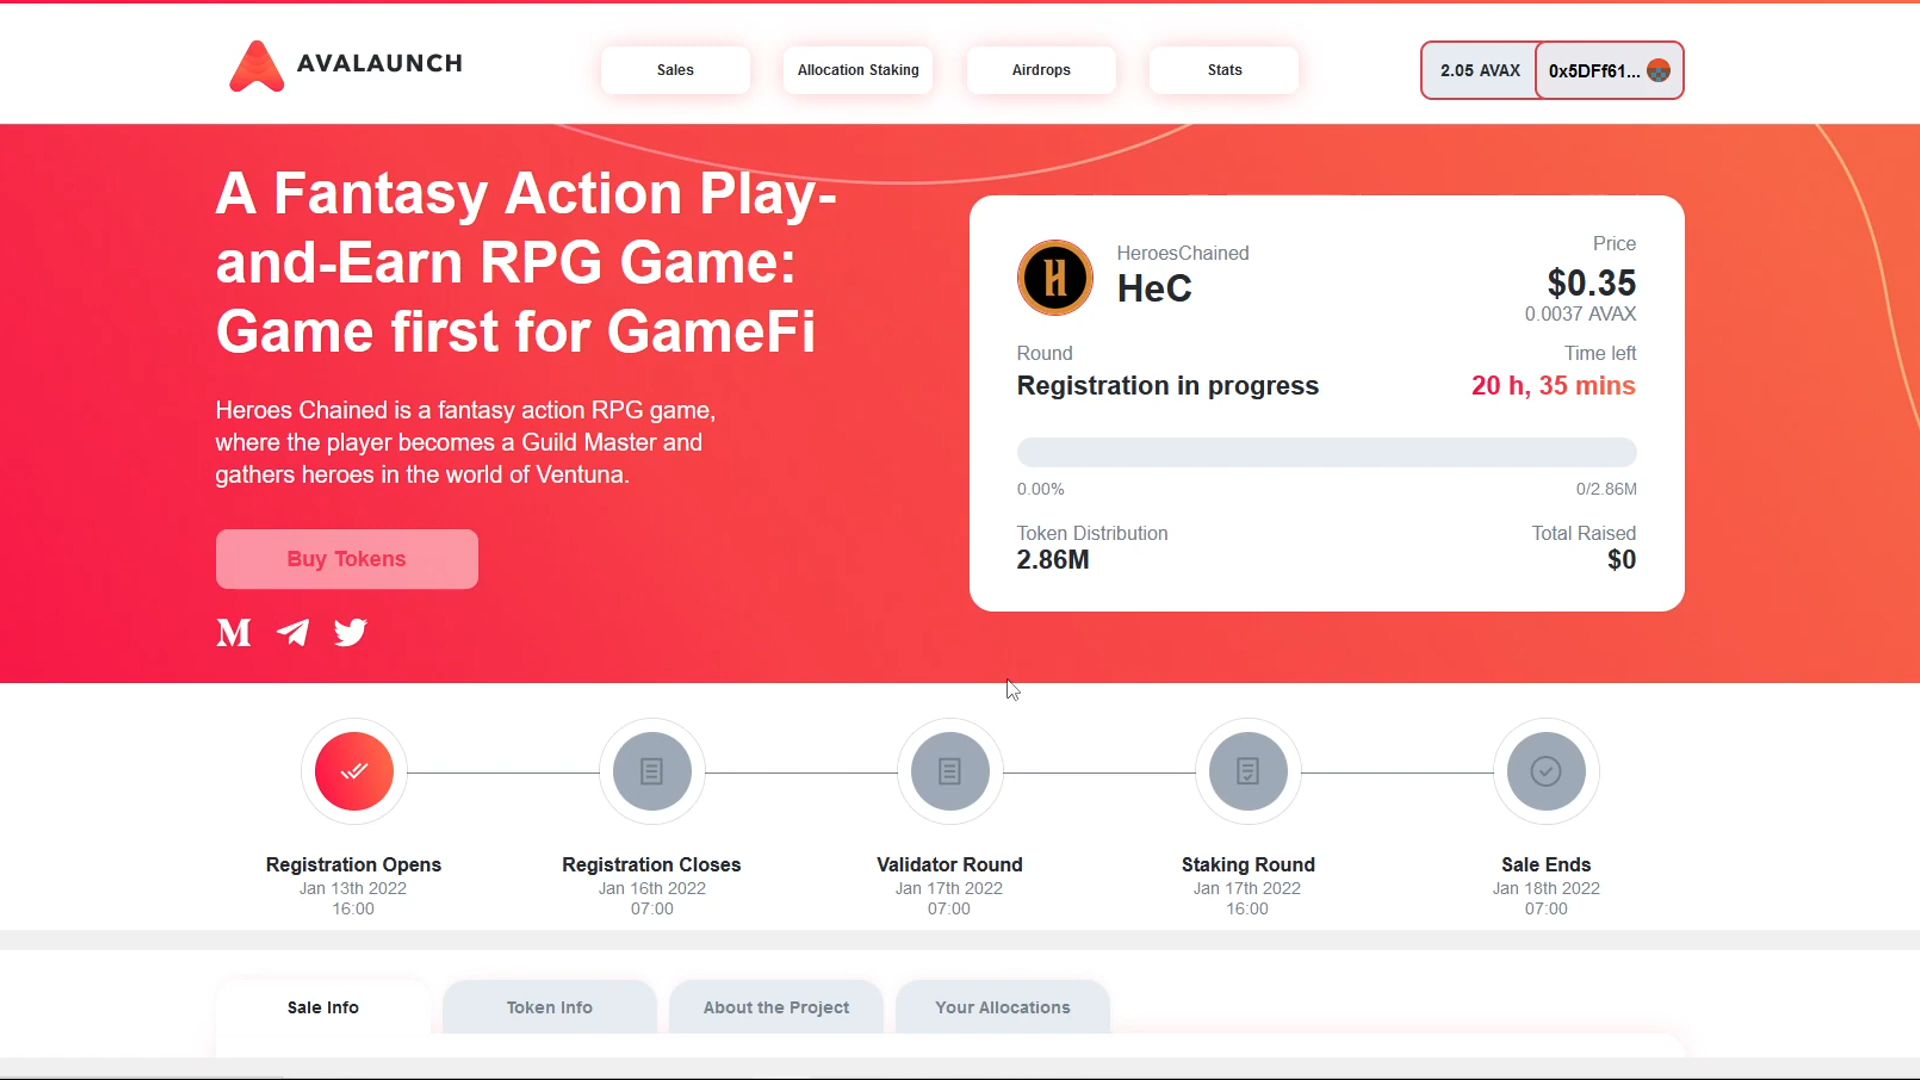 AVALAUNCH
Sales
Allocation Staking
Airdrops
Stats
2.05 AVAX
0x5DFf61...
A Fantasy Action Play-
and-Earn RPG Game:
Game first for GameFi
Heroes Chained is a fantasy action RPG game,
where the player becomes a Guild Master and
gathers heroes in the world of Ventuna.
Buy Tokens
H
HeroesChained
HeC
Price
$0.35
0.0037 AVAX
Round
Registration in progress
Time left
20 h, 35 mins
0.00%
0/2.86M
Token Distribution
2.86M
Total Raised
$0
Registration Opens
Jan 13th 2022
16:00
Registration Closes
Jan 16th 2022
07:00
Validator Round
Jan 17th 2022
07:00
Staking Round
Jan 17th 2022
16:00
Sale Ends
Jan 18th 2022
07:00
Sale Info
Token Info
About the Project
Your Allocations